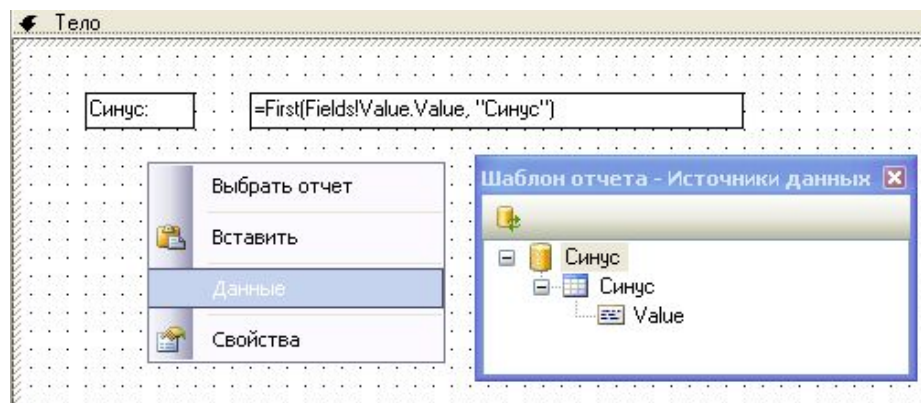 Тело
Синус:
=First(Fields!Value.Value, "Синус")
Выбрать отчет
Вставить
Данные
Свойства
Шаблон отчета - Источники данных
Синус
Синус
Value